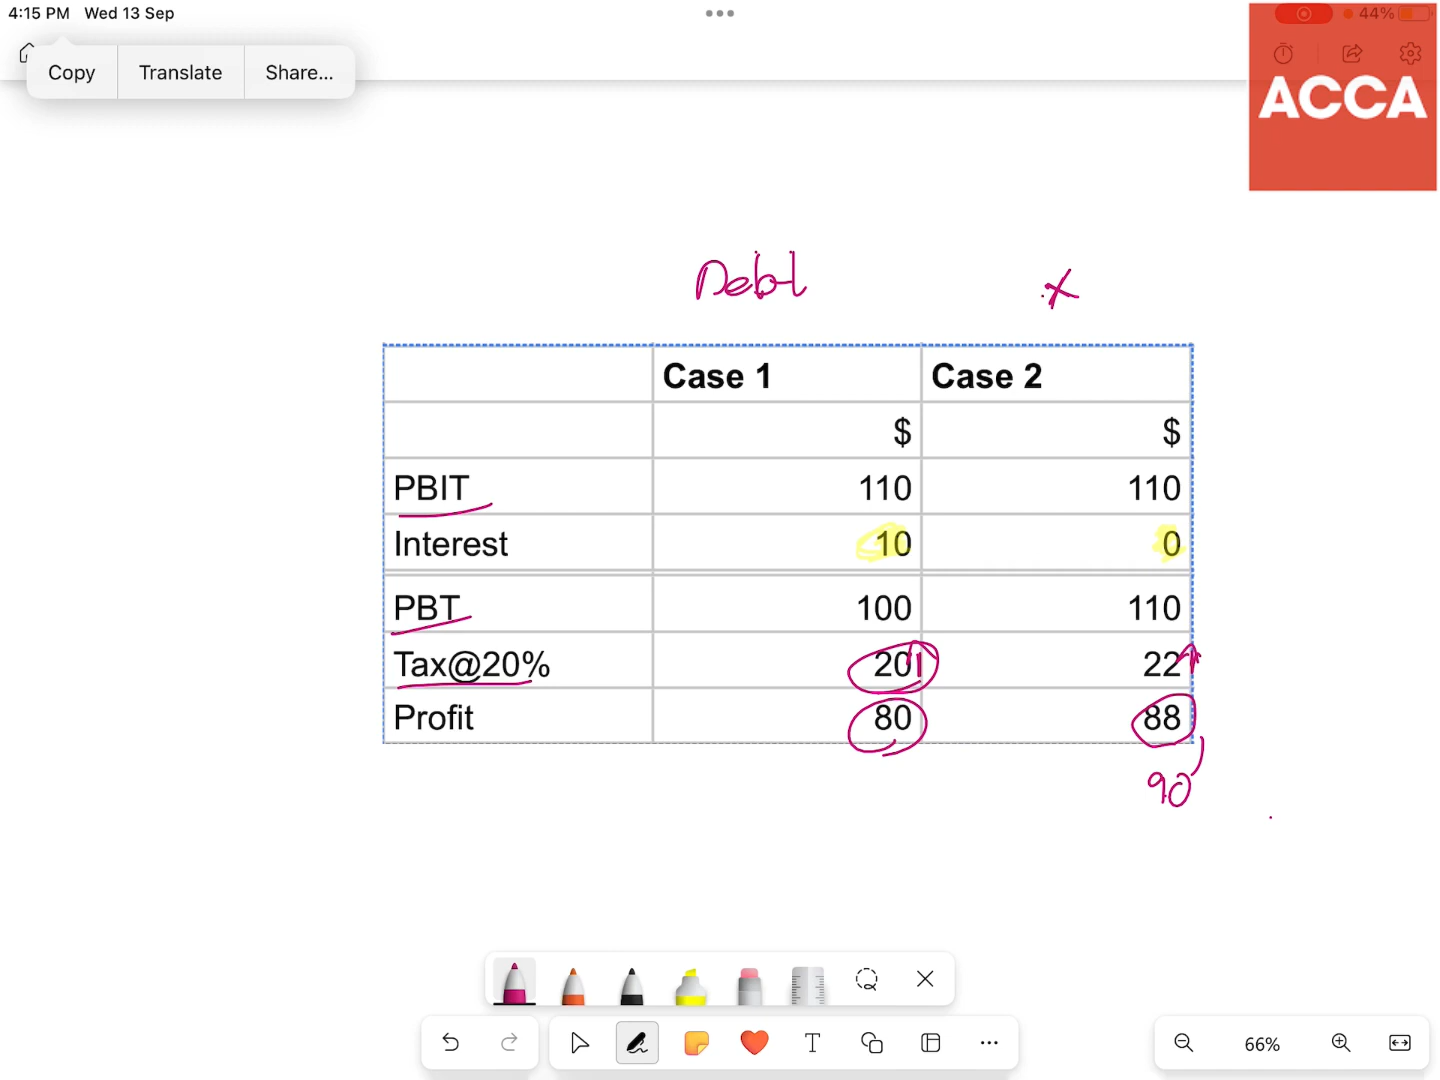 4:15 PM Wed 13 Sep
44%
Copy Translate Share...
ACCA
Debt x
Case 1 Case 2
$ $
PBIT 110 110
Interest 10 0
PBT 100 110
Tax@20% 20 22
Profit 80 88
90
T
66%